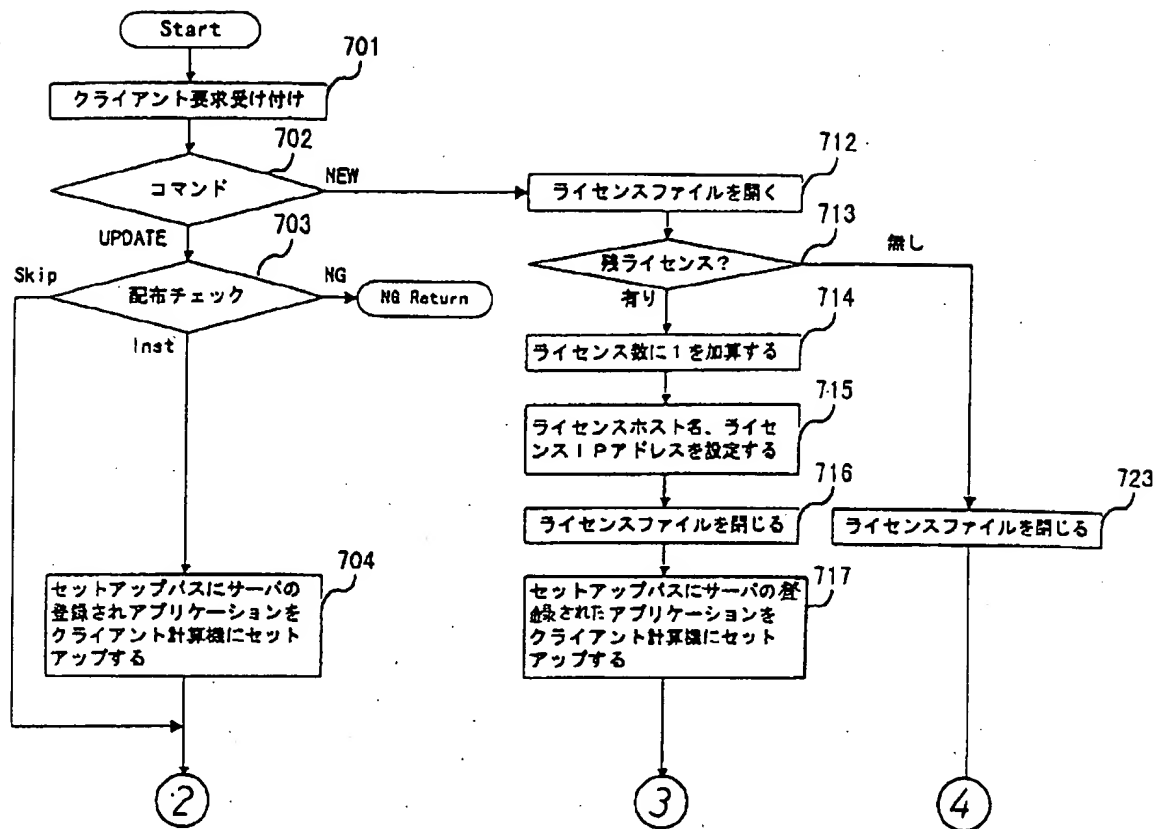 Start
701
クライアント要求受け付け
702
コマンド
NEW
UPDATE
703
Skip
配布チェック
NG
NG Return
Inst
704
セットアップパスにサーバの
登録されアプリケーションを
クライアント計算機にセット
アップする
2
712
ライセンスファイルを開く
713
残ライセンス?
無し
有り
714
ライセンス数に1を加算する
715
ライセンスホスト名、ライセ
ンスIPアドレスを設定する
716
ライセンスファイルを閉じる
717
セットアップパスにサーバの登
録されたアプリケーションを
クライアント計算機にセット
アップする
3
723
ライセンスファイルを閉じる
4